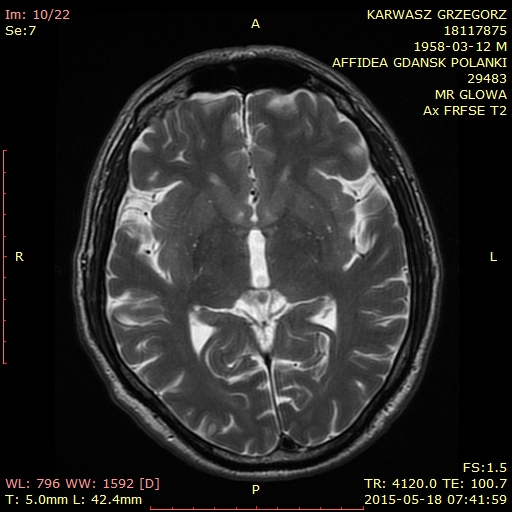 Im: 10/22
Se:7
A
KARWASZ GRZEGORZ
18117875
1958-03-12 M
AFFIDEA GDANSK POLANKI
29483
MR GLOWA
Ax FRFSE T2
R
L
WL: 796 WW: 1592 [D]
T: 5.0mm L: 42.4mm
P
FS:1.5
TR: 4120.0 TE: 100.7
2015-05-18 07:41:59